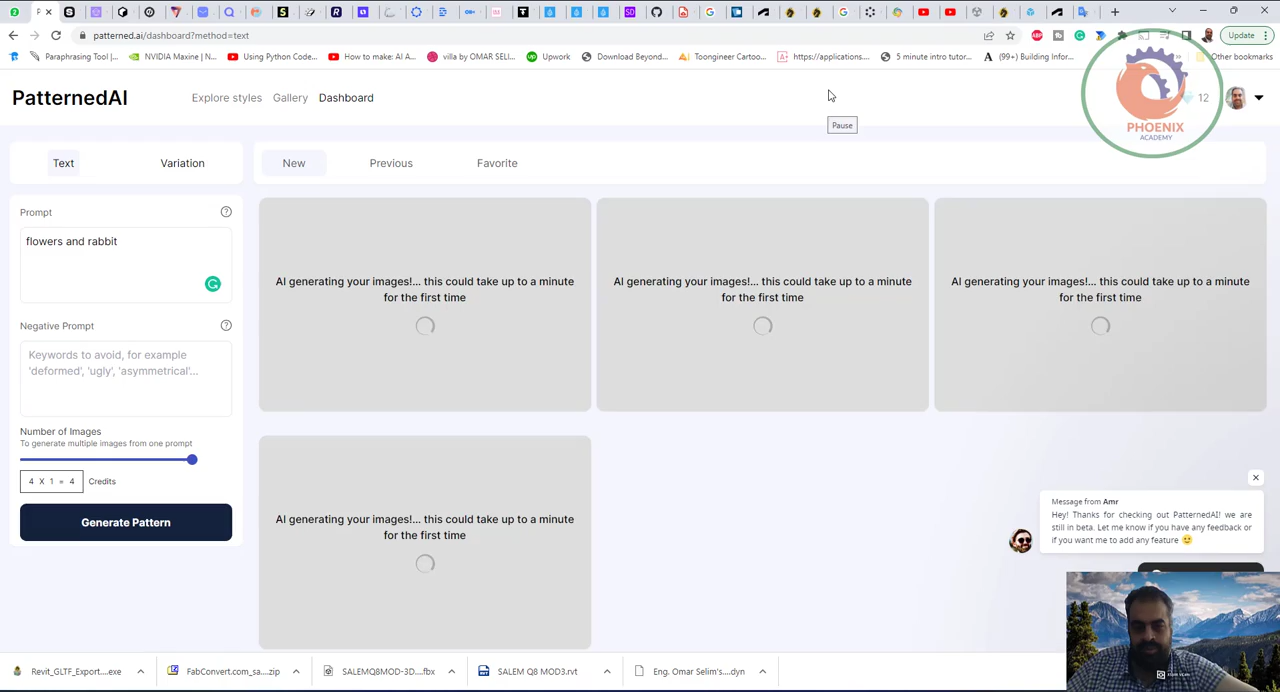 P
patterned.ai/dashboard?method=text
Update
Paraphrasing Tool |...
NVIDIA Maxine | N...
Using Python Code...
How to make: AI A...
villa by OMAR SELI...
Upwork
Download Beyond...
Toongineer Cartoo...
https://applications....
5 minute intro tutor...
(99+) Building Infor...
Other bookmarks
PatternedAI
Explore styles
Gallery
Dashboard
12
PHOENIX
ACADEMY
Pause
Text
Variation
New
Previous
Favorite
Prompt
flowers and rabbit
Negative Prompt
Keywords to avoid, for example
'deformed', 'ugly', 'asymmetrical'...
Number of Images
To generate multiple images from one prompt
4 X 1 = 4
Credits
Generate Pattern
AI generating your images!... this could take up to a minute
for the first time
AI generating your images!... this could take up to a minute
for the first time
AI generating your images!... this could take up to a minute
for the first time
AI generating your images!... this could take up to a minute
for the first time
Message from Amr
Hey! Thanks for checking out PatternedAI! we are
still in beta. Let me know if you have any feedback or
if you want me to add any feature
Revit_GLTF_Export....exe
FabConvert.com_sa....zip
SALEMQ8MOD-3D....fbx
SALEM Q8 MOD3.rvt
Eng. Omar Selim's....dyn